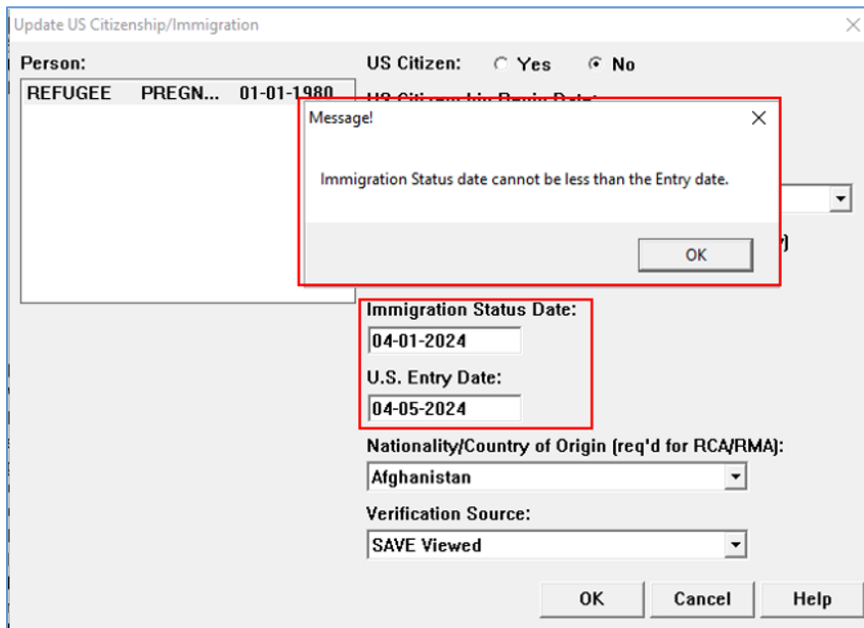 Update US Citizenship/Immigration
Person:
US Citizen: Yes No
REFUGEE PREGN... 01-01-1980
Message!
Immigration Status date cannot be less than the Entry date.
OK
Immigration Status Date:
04-01-2024
U.S. Entry Date:
04-05-2024
Nationality/Country of Origin (req'd for RCA/RMA):
Afghanistan
Verification Source:
SAVE Viewed
OK Cancel Help